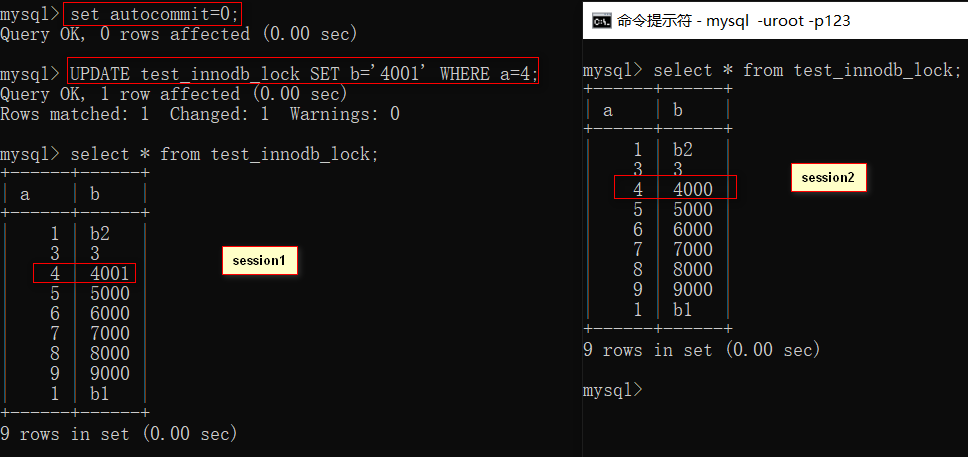 mysql> set autocommit=0;
Query OK, 0 rows affected (0.00 sec)
mysql> UPDATE test_innodb_lock SET b='4001' WHERE a=4;
Query OK, 1 row affected (0.00 sec)
Rows matched: 1  Changed: 1  Warnings: 0
mysql> select * from test_innodb_lock;
+------+------+
| a    | b    |
+------+------+
|    1 | b2   |
|    3 | 3    |
|    4 | 4001 |
|    5 | 5000 |
|    6 | 6000 |
|    7 | 7000 |
|    8 | 8000 |
|    9 | 9000 |
|    1 | b1   |
+------+------+
9 rows in set (0.00 sec)
session1
命令提示符 - mysql  -uroot -p123
mysql> select * from test_innodb_lock;
+------+------+
| a    | b    |
+------+------+
|    1 | b2   |
|    3 | 3    |
|    4 | 4000 |
|    5 | 5000 |
|    6 | 6000 |
|    7 | 7000 |
|    8 | 8000 |
|    9 | 9000 |
|    1 | b1   |
+------+------+
9 rows in set (0.00 sec)
mysql>
session2